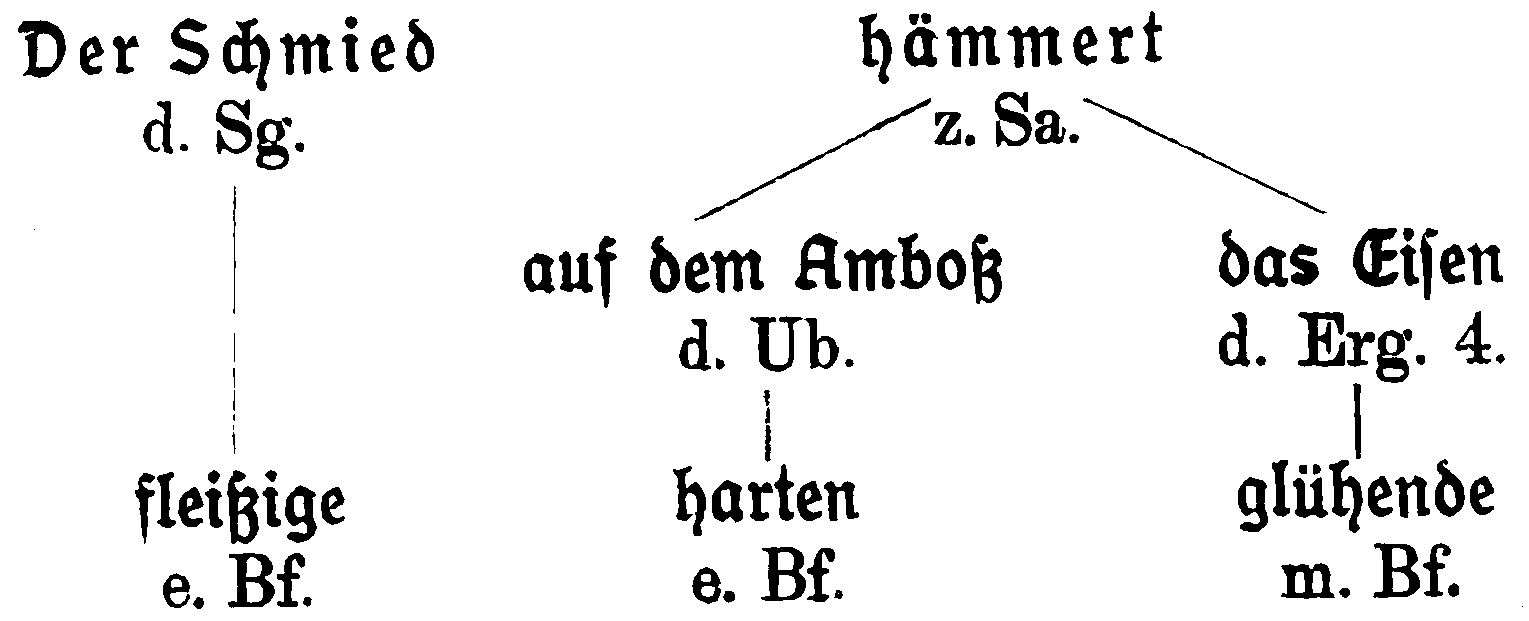 Der Schmied hämmert
d. Sg. z. Sa.
auf dem Amboß das Eiſen
d. Ub. d. Erg. 4.
fleißige harten glühende
e. Bf. e. Bf. m. Bf.